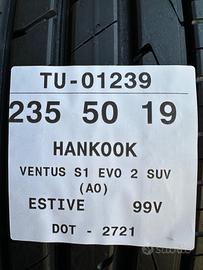 TU-01239
235 50 19
HANKOOK
VENTUS S1 EVO 2 SUV
(AO)
ESTIVE 99V
DOT - 2721